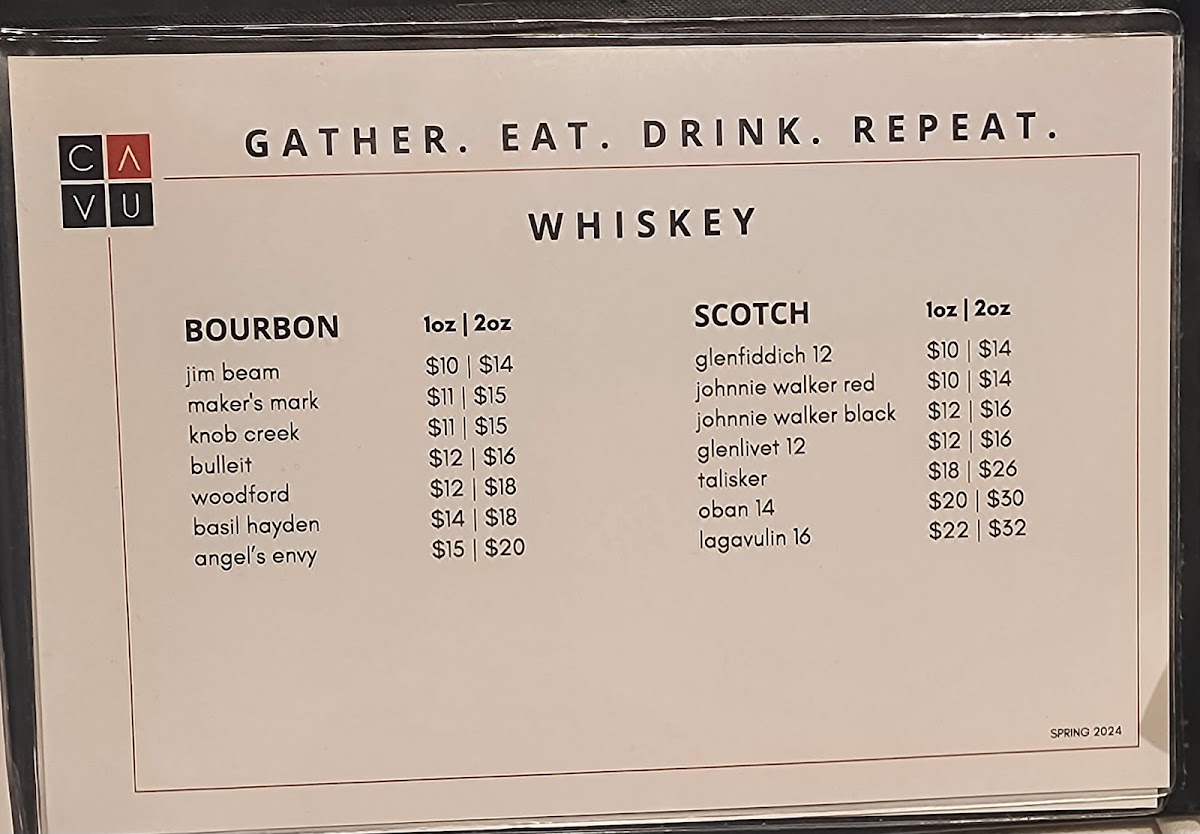 CA
VU
GATHER. EAT. DRINK. REPEAT.
WHISKEY
BOURBON 1oz | 2oz
jim beam $10 | $14
maker's mark $11 | $15
knob creek $11 | $15
bulleit $12 | $16
woodford $12 | $18
basil hayden $14 | $18
angel's envy $15 | $20
SCOTCH 1oz | 2oz
glenfiddich 12 $10 | $14
johnnie walker red $10 | $14
johnnie walker black $12 | $16
glenlivet 12 $12 | $16
talisker $18 | $26
oban 14 $20 | $30
lagavulin 16 $22 | $32
SPRING 2024